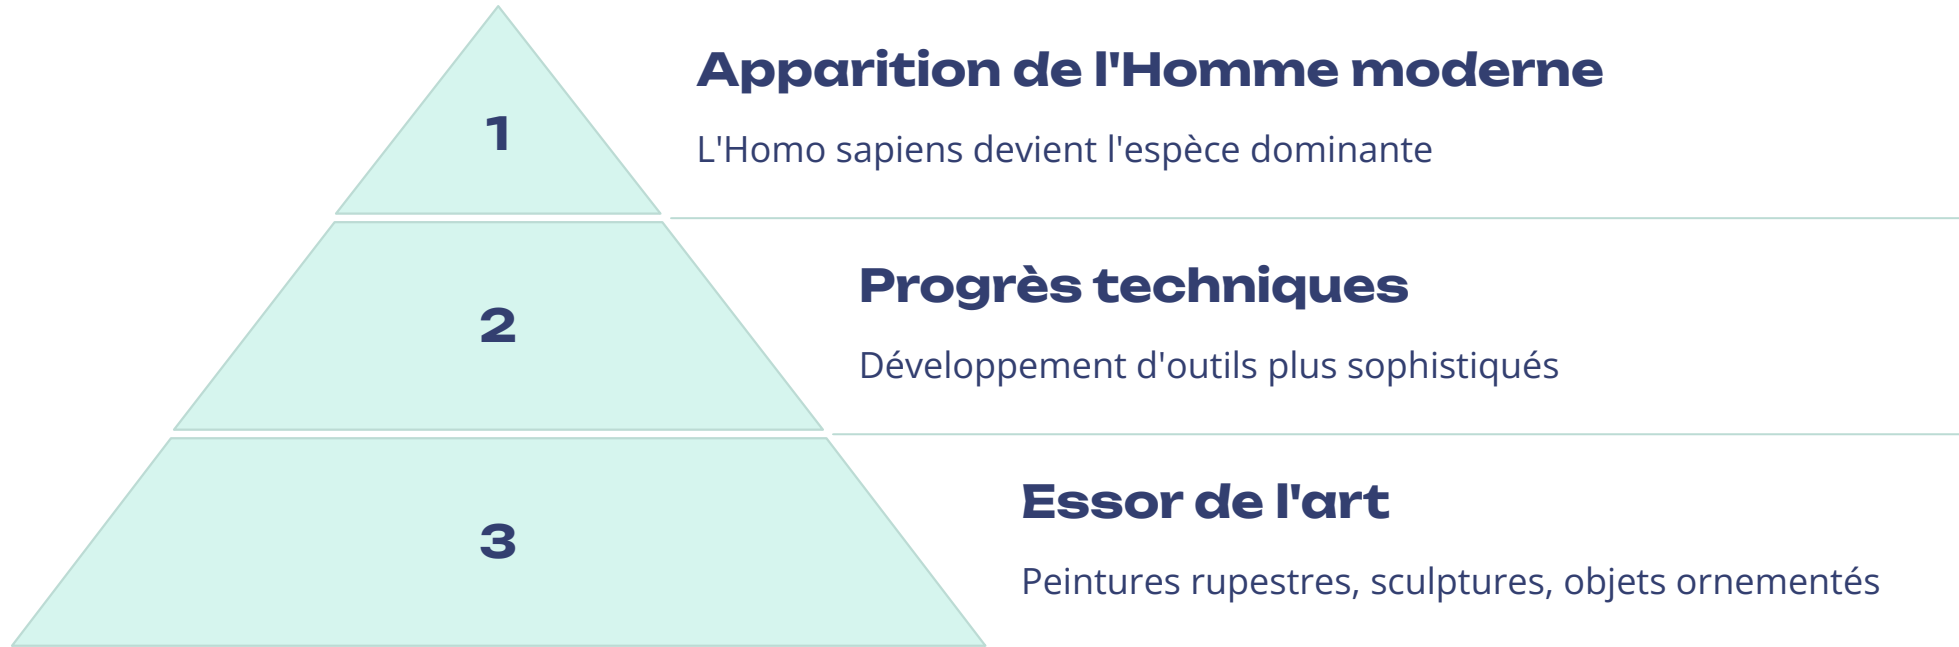 1
Apparition de l'Homme moderne
L'Homo sapiens devient l'espèce dominante
2
Progrès techniques
Développement d'outils plus sophistiqués
3
Essor de l'art
Peintures rupestres, sculptures, objets ornementés